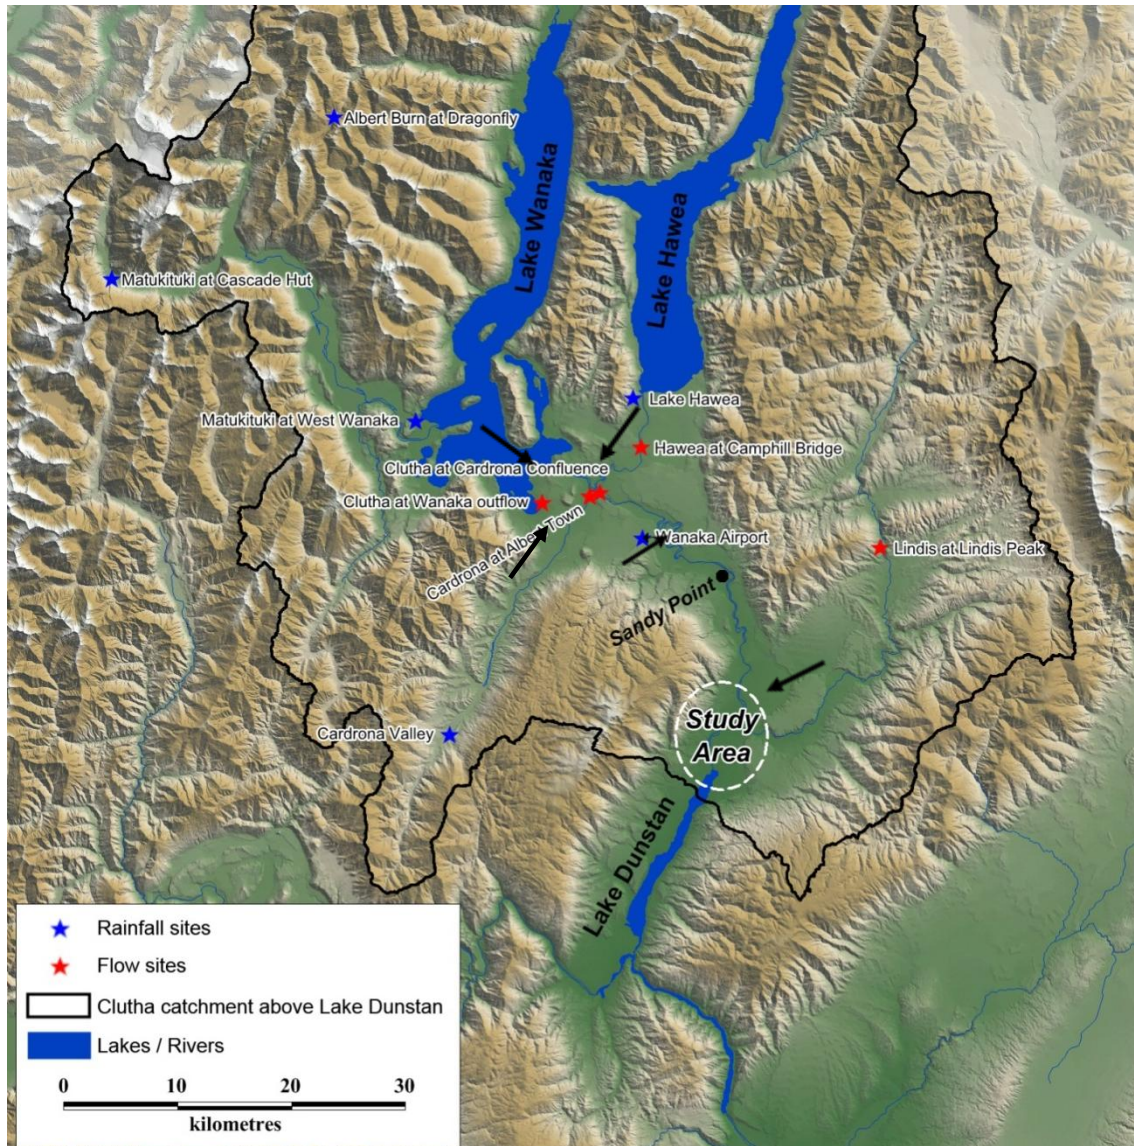 Albert Burn at Dragonfly
Lake Wanaka
Lake Hawea
Matukituki at Cascade Hut
Lake Hawea
Matukituki at West Wanaka
Hawea at Camphill Bridge
Clutha at Cardrona Confluence
Clutha at Wanaka outflow
Cardrona at Albert Town
Wanaka Airport
Lindis at Lindis Peak
Sandy Point
Study
Area
Cardrona Valley
Lake Dunstan
Rainfall sites
Flow sites
Clutha catchment above Lake Dunstan
Lakes / Rivers
0 10 20 30
kilometres